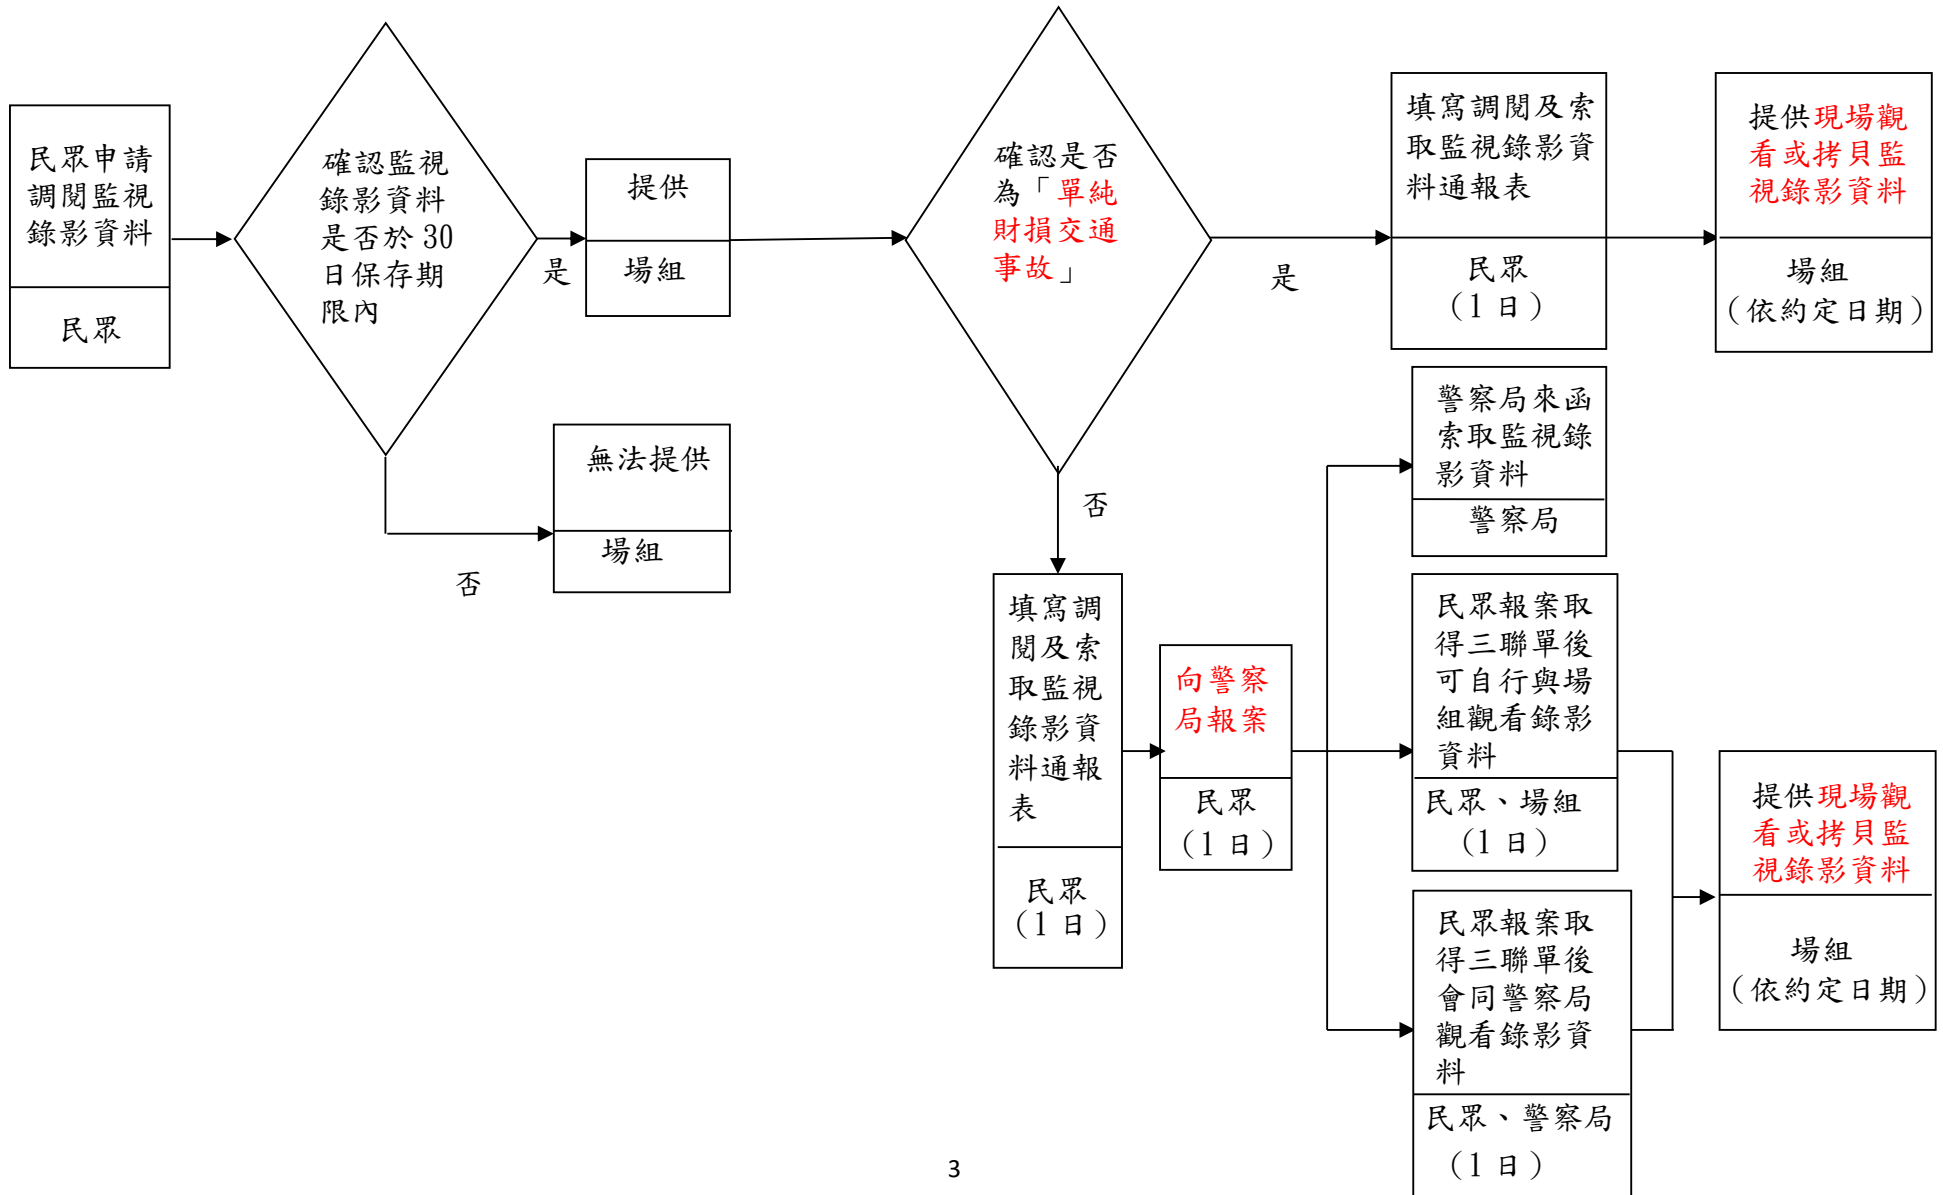 民眾申請
調閱監視
錄影資料
民眾
確認監視
錄影資料
是否於 30
日保存期
限內
是
提供
場組
否
無法提供
場組
確認是否
為「單純
財損交通
事故」
是
填寫調閱及索
取監視錄影資
料通報表
民眾
(1 日)
提供現場觀
看或拷貝監
視錄影資料
場組
(依約定日期)
否
填寫調
閱及索
取監視
錄影資
料通報
表
民眾
(1 日)
向警察
局報案
民眾
(1 日)
警察局來函
索取監視錄
影資料
警察局
民眾報案取
得三聯單後
可自行與場
組觀看錄影
資料
民眾、場組
(1 日)
民眾報案取
得三聯單後
會同警察局
觀看錄影資
料
民眾、警察局
(1 日)
提供現場觀
看或拷貝監
視錄影資料
場組
(依約定日期)
3